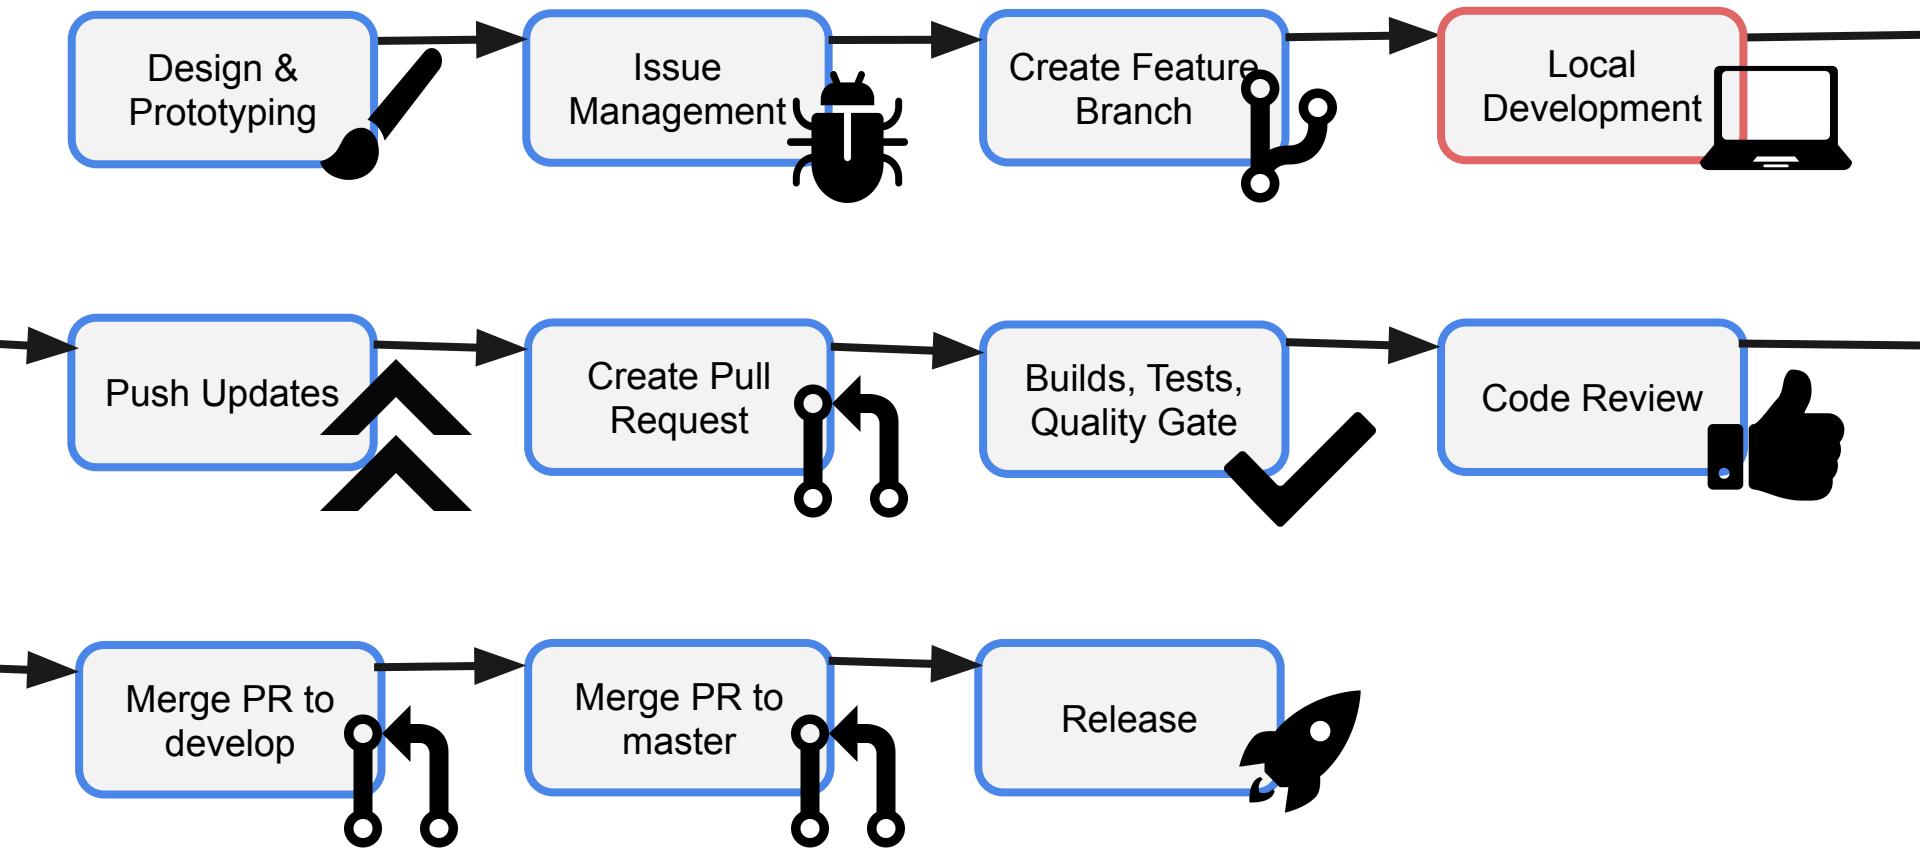 Design &
Prototyping
Issue
Management
Create Feature
Branch
Local
Development
Push Updates
Create Pull
Request
Builds, Tests,
Quality Gate
Code Review
Merge PR to
develop
Merge PR to
master
Release